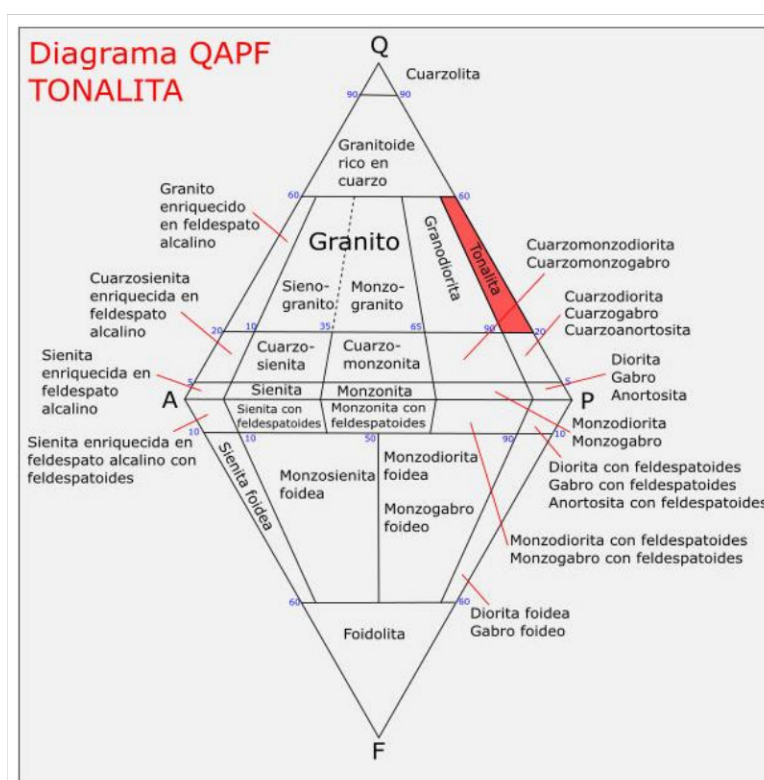 Diagrama QAPF
TONALITA
Q
Cuarzolita
90
90
Granitoide
rico en
cuarzo
60
60
Granito
enriquecido
en feldespato
alcalino
Granito
Granodiorita
Tonalita
Cuarzomonzodiorita
Cuarzomonzogabro
Sieno-
granito
Monzo-
granito
Cuarzosienita
enriquecida en
feldespato
alcalino
Cuarzodiorita
Cuarzogabro
Cuarzoanortosita
20
10
35
65
90
20
Cuarzo-
sienita
Cuarzo-
monzonita
Sienita
enriquecida en
feldespato
alcalino
Diorita
Gabro
Anortosita
5
5
Sienita
Monzonita
A
P
Sienita con
feldespatoides
Monzonita con
feldespatoides
Monzodiorita
Monzogabro
Sienita enriquecida en
feldespato alcalino con
feldespatoides
10
10
50
90
10
Diorita con feldespatoides
Gabro con feldespatoides
Anortosita con feldespatoides
Sienita foidea
Monzosienita
foidea
Monzodiorita
foidea
Monzogabro
foideo
Monzodiorita con feldespatoides
Monzogabro con feldespatoides
60
60
Diorita foidea
Gabro foideo
Foidolita
F